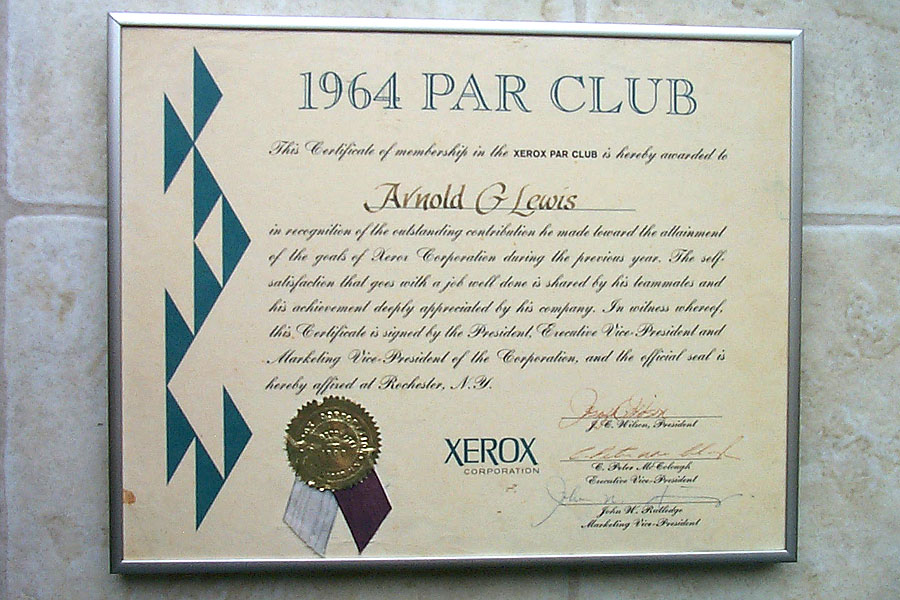 1964 PAR CLUB
This Certificate of membership in the XEROX PAR CLUB is hereby awarded to
Arnold G Lewis
in recognition of the outstanding contribution he made toward the attainment
of the goals of Xerox Corporation during the previous year. The self-
satisfaction that goes with a job well done is shared by his teammates and
his achievement deeply appreciated by his company. In witness whereof,
this Certificate is signed by the President, Executive Vice-President and
Marketing Vice-President of the Corporation, and the official seal is
hereby affixed at Rochester, N.Y.
J. C. Wilson, President
XEROX
CORPORATION
C. Peter McColough
Executive Vice-President
John W. Rutledge
Marketing Vice-President